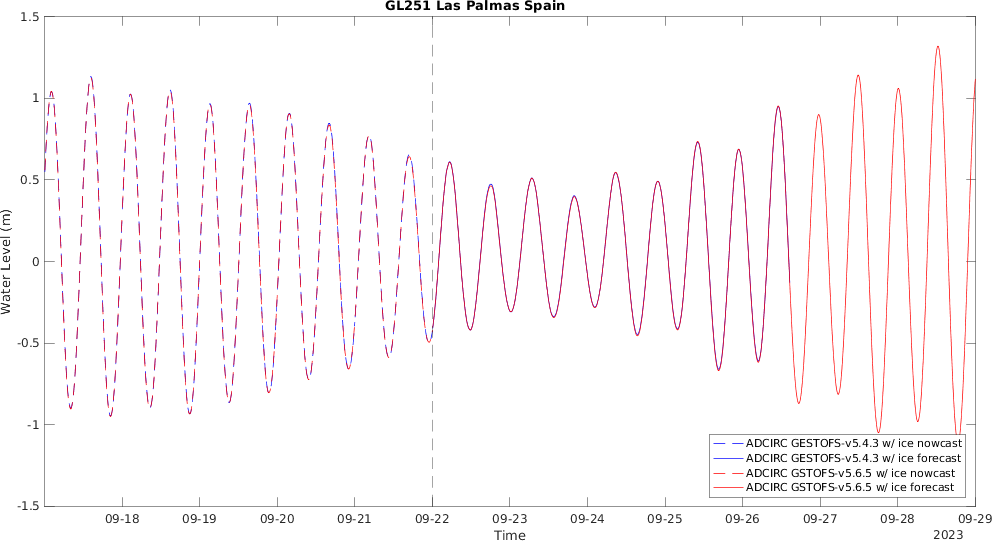 GL251 Las Palmas Spain
1.5
1
0.5
0
-0.5
-1
-1.5
Water Level (m)
09-18 09-19 09-20 09-21 09-22 09-23 09-24 09-25 09-26 09-27 09-28 09-29
Time
2023
ADCIRC GESTOFS-v5.4.3 w/ ice nowcast
ADCIRC GESTOFS-v5.4.3 w/ ice forecast
ADCIRC GSTOFS-v5.6.5 w/ ice nowcast
ADCIRC GSTOFS-v5.6.5 w/ ice forecast